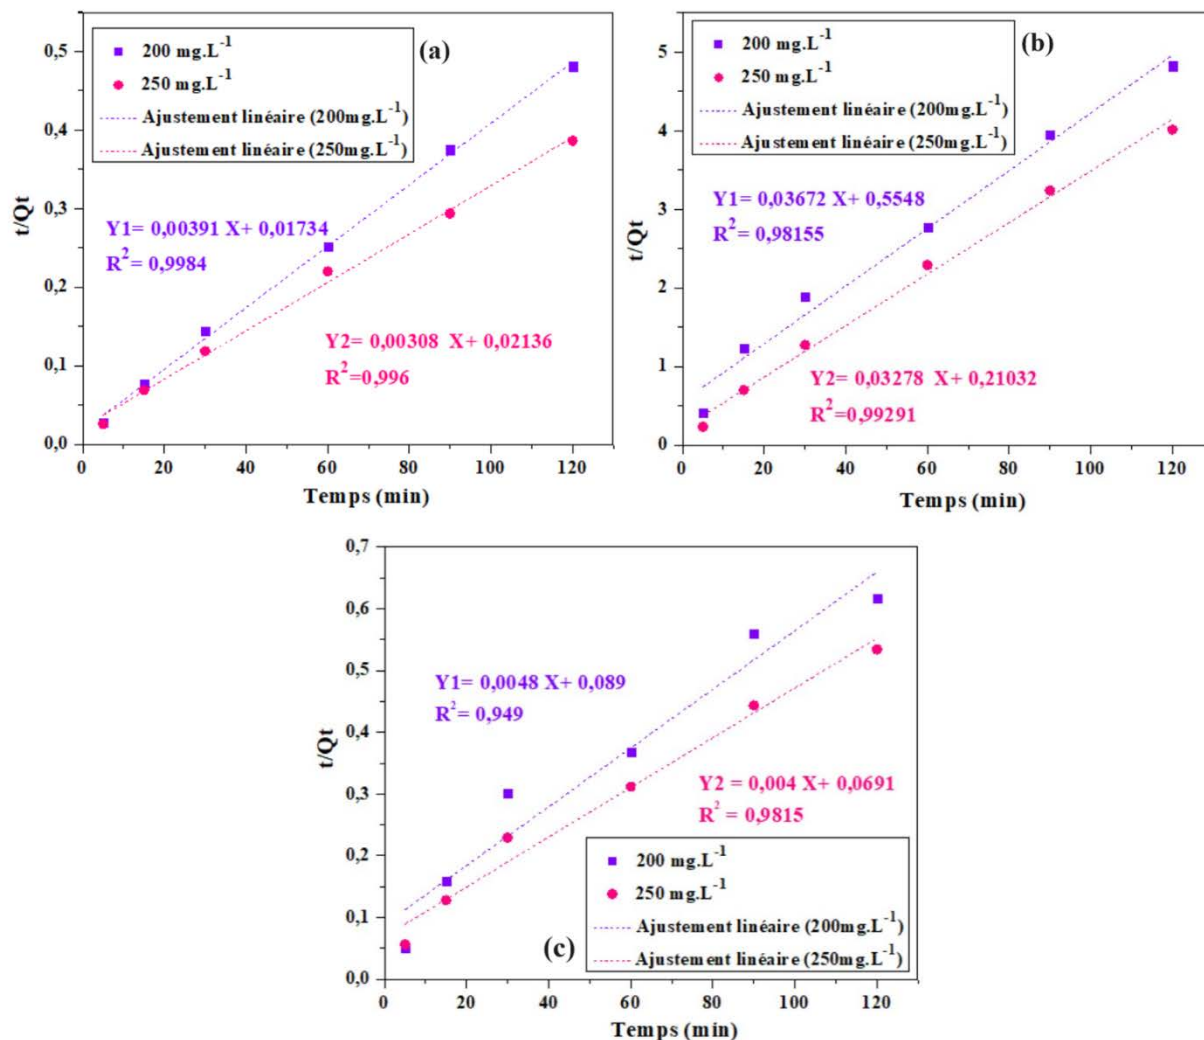 (a)
200 mg.L⁻¹
250 mg.L⁻¹
Ajustement linéaire (200mg.L⁻¹)
Ajustement linéaire (250mg.L⁻¹)
0,5
0,4
0,3
0,2
0,1
0,0
t/Qt
Y1= 0,00391 X+ 0,01734
R²= 0,9984
Y2= 0,00308 X+ 0,02136
R²=0,996
0 20 40 60 80 100 120
Temps (min)
(b)
200 mg.L⁻¹
250 mg.L⁻¹
Ajustement linéaire (200mg.L⁻¹)
Ajustement linéaire (250mg.L⁻¹)
5
4
3
2
1
0
t/Qt
Y1= 0,03672 X+ 0,5548
R²= 0,98155
Y2= 0,03278 X+ 0,21032
R²= 0,99291
0 20 40 60 80 100 120
Temps (min)
0,7
0,6
0,5
0,4
0,3
0,2
0,1
0,0
t/Qt
Y1= 0,0048 X+ 0,089
R²= 0,949
Y2 = 0,004 X+ 0,0691
R² = 0,9815
200 mg.L⁻¹
250 mg.L⁻¹
Ajustement linéaire (200mg.L⁻¹)
Ajustement linéaire (250mg.L⁻¹)
(c)
0 20 40 60 80 100 120
Temps (min)